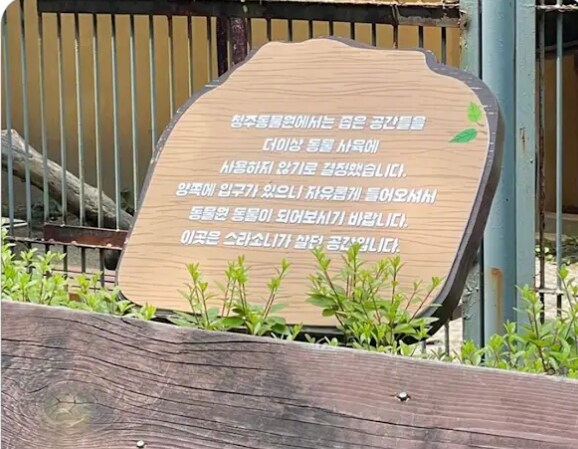 청주동물원에서는 좁은 공간들을
더이상 동물 사육에
사용하지 않기로 결정했습니다.
양쪽에 입구가 있으니 자유롭게 들어오셔서
동물원 동물이 되어보시기 바랍니다.
이곳은 스라소니가 살던 공간입니다.